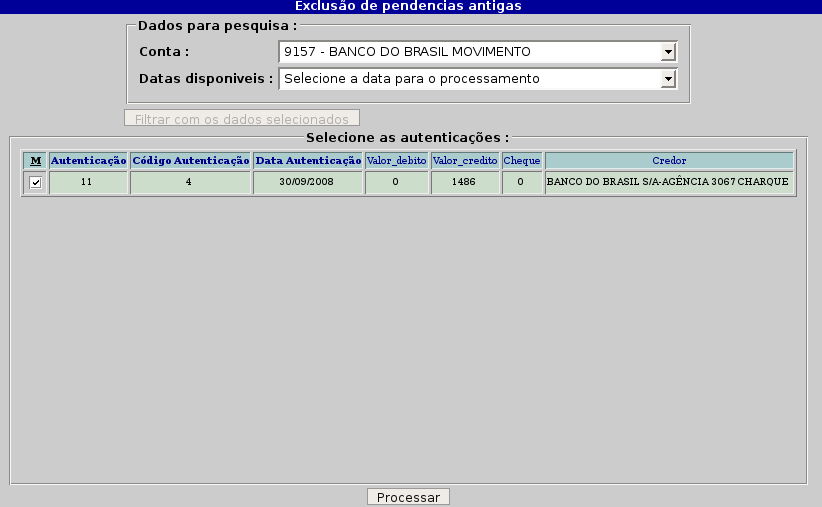 Exclusão de pendencias antigas
Dados para pesquisa :
Conta : 9157 - BANCO DO BRASIL MOVIMENTO
Datas disponiveis : Selecione a data para o processamento
Filtrar com os dados selecionados
Selecione as autenticações :
M Autenticação Código Autenticação Data Autenticação Valor_debito Valor_credito Cheque Credor
11 4 30/09/2008 0 1486 0 BANCO DO BRASIL S/A-AGÊNCIA 3067 CHARQUE
Processar